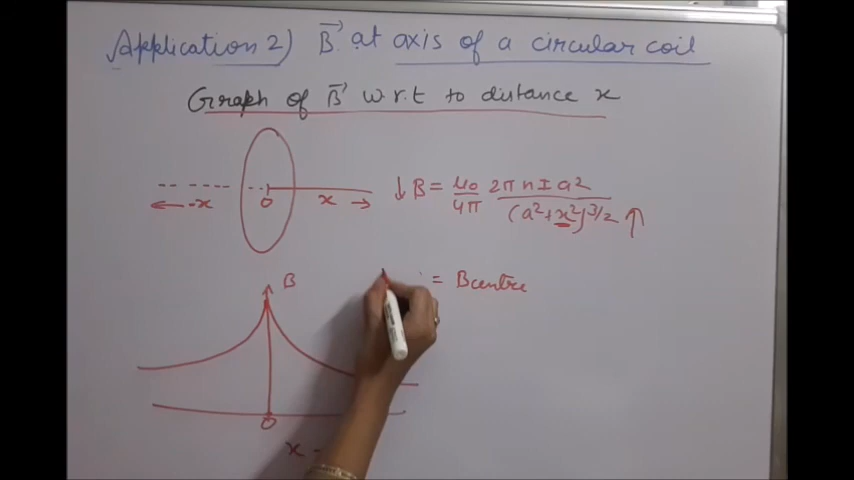 Application 2) B⃗ at axis of a circular coil
Graph of B⃗ w.r.t to distance x
← -x 0 x →
↓ B = μ0/4π 2π n I a²/(a²+x²)^3/2 ↑
B
= Bcentre
0
x -